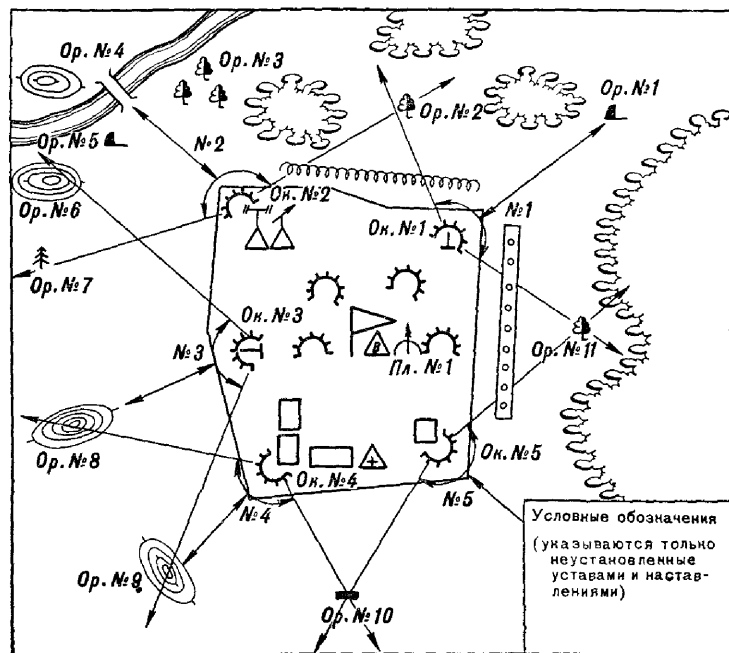 Ор. №4
Ор. №3
Ор. №1
Ор. №2
Ор. №5
№2
Ор. №6
Ок. №2
№1
Ок. №1
Ор. №7
Ок. №3
№3
В
Пл. №1
Ор. №11
Ор. №8
Ок. №5
Ок. №4
№4
№5
Условные обозначения
(указываются только
неустановленные
уставами и настав-
лениями)
Ор. №9
Ор. №10